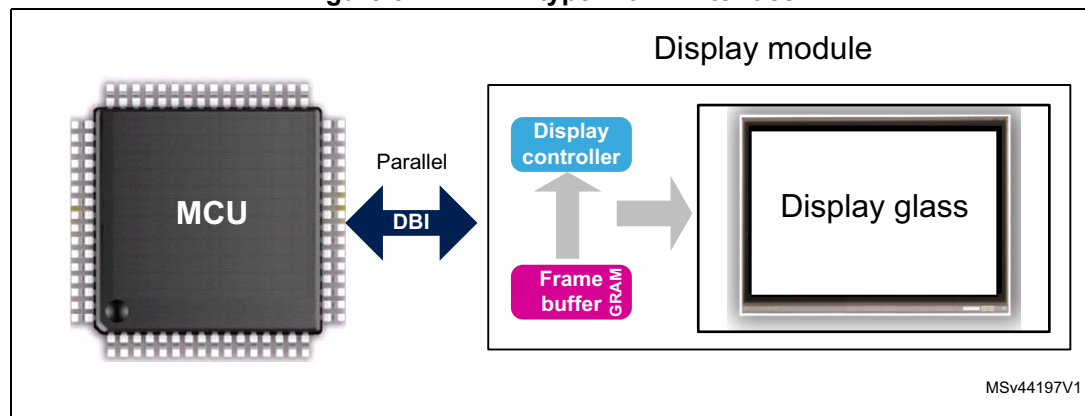 Display module
Display
controller
Parallel
MCU
DBI
Display glass
Frame
buffer
GRAM
MSv44197V1